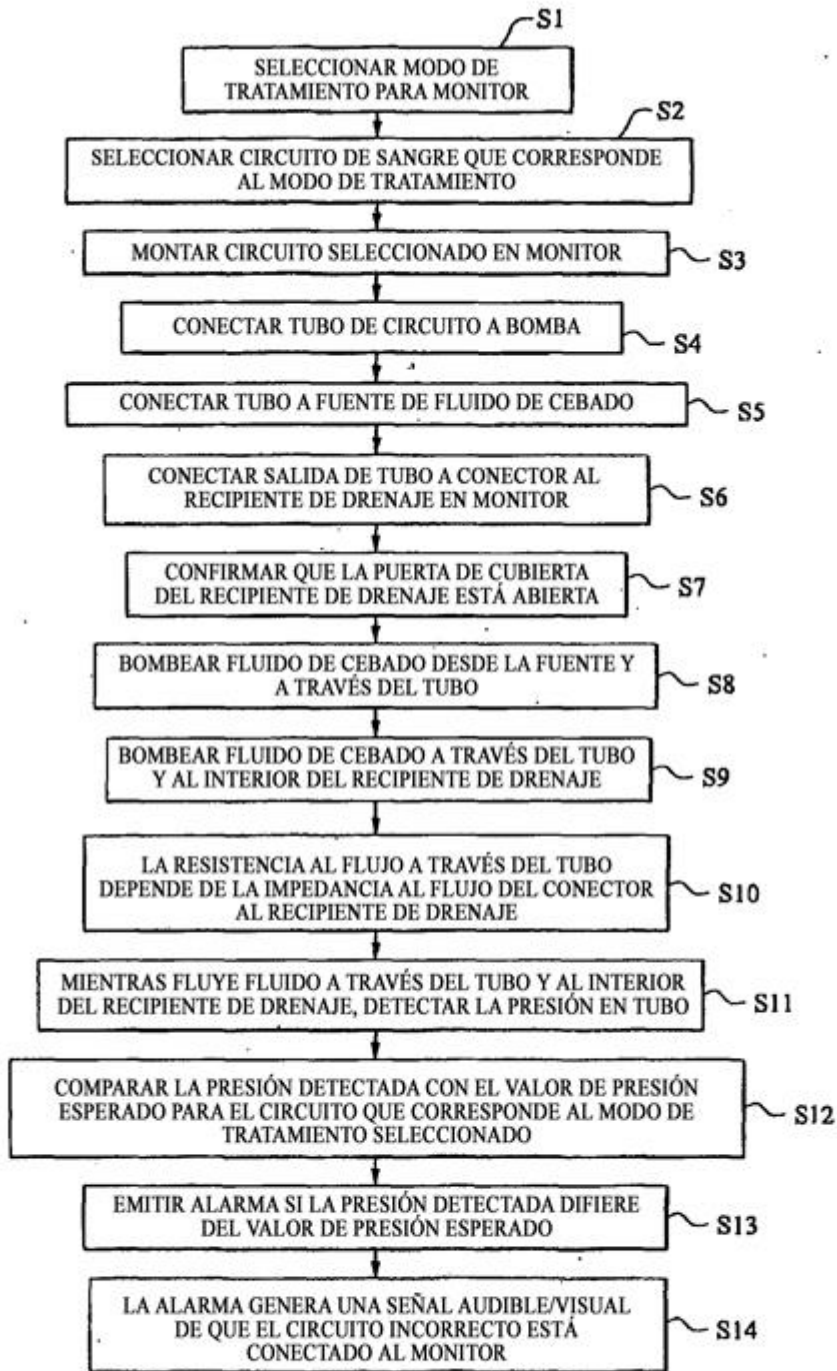 S1
SELECCIONAR MODO DE
TRATAMIENTO PARA MONITOR
S2
SELECCIONAR CIRCUITO DE SANGRE QUE CORRESPONDE
AL MODO DE TRATAMIENTO
MONTAR CIRCUITO SELECCIONADO EN MONITOR
S3
CONECTAR TUBO DE CIRCUITO A BOMBA
S4
CONECTAR TUBO A FUENTE DE FLUIDO DE CEBADO
S5
CONECTAR SALIDA DE TUBO A CONECTOR AL
RECIPIENTE DE DRENAJE EN MONITOR
S6
CONFIRMAR QUE LA PUERTA DE CUBIERTA
DEL RECIPIENTE DE DRENAJE ESTÁ ABIERTA
S7
BOMBEAR FLUIDO DE CEBADO DESDE LA FUENTE Y
A TRAVÉS DEL TUBO
S8
BOMBEAR FLUIDO DE CEBADO A TRAVÉS DEL TUBO
Y AL INTERIOR DEL RECIPIENTE DE DRENAJE
S9
LA RESISTENCIA AL FLUJO A TRAVÉS DEL TUBO
DEPENDE DE LA IMPEDANCIA AL FLUJO DEL CONECTOR
AL RECIPIENTE DE DRENAJE
S10
MIENTRAS FLUYE FLUIDO A TRAVÉS DEL TUBO Y AL INTERIOR
DEL RECIPIENTE DE DRENAJE, DETECTAR LA PRESIÓN EN TUBO
S11
COMPARAR LA PRESIÓN DETECTADA CON EL VALOR DE PRESIÓN
ESPERADO PARA EL CIRCUITO QUE CORRESPONDE AL MODO DE
TRATAMIENTO SELECCIONADO
S12
EMITIR ALARMA SI LA PRESIÓN DETECTADA DIFIERE
DEL VALOR DE PRESIÓN ESPERADO
S13
LA ALARMA GENERA UNA SEÑAL AUDIBLE/VISUAL
DE QUE EL CIRCUITO INCORRECTO ESTÁ
CONECTADO AL MONITOR
S14